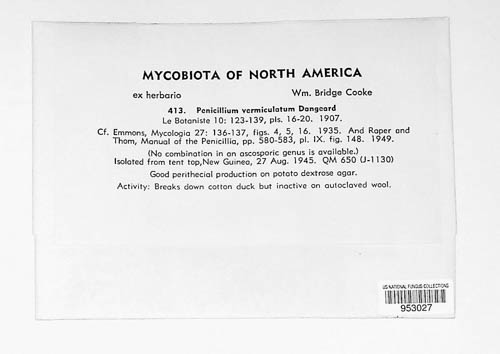 MYCOBIOTA OF NORTH AMERICA
ex herbario Wm. Bridge Cooke
413. Penicillium vermiculatum Dangeard
Le Botaniste 10: 123-139, pls. 16-20. 1907.
Cf. Emmons, Mycologia 27: 136-137, figs. 4, 5, 16. 1935. And Raper and
Thom, Manual of the Penicillia, pp. 580-583, pl. IX. fig. 148. 1949.
(No combination in an ascosporic genus is available.)
Isolated from tent top,New Guinea, 27 Aug. 1945. QM 650 (J-1130)
Good perithecial production on potato dextrose agar.
Activity: Breaks down cotton duck but inactive on autoclaved wool.
US NATIONAL FUNGUS COLLECTIONS
953027